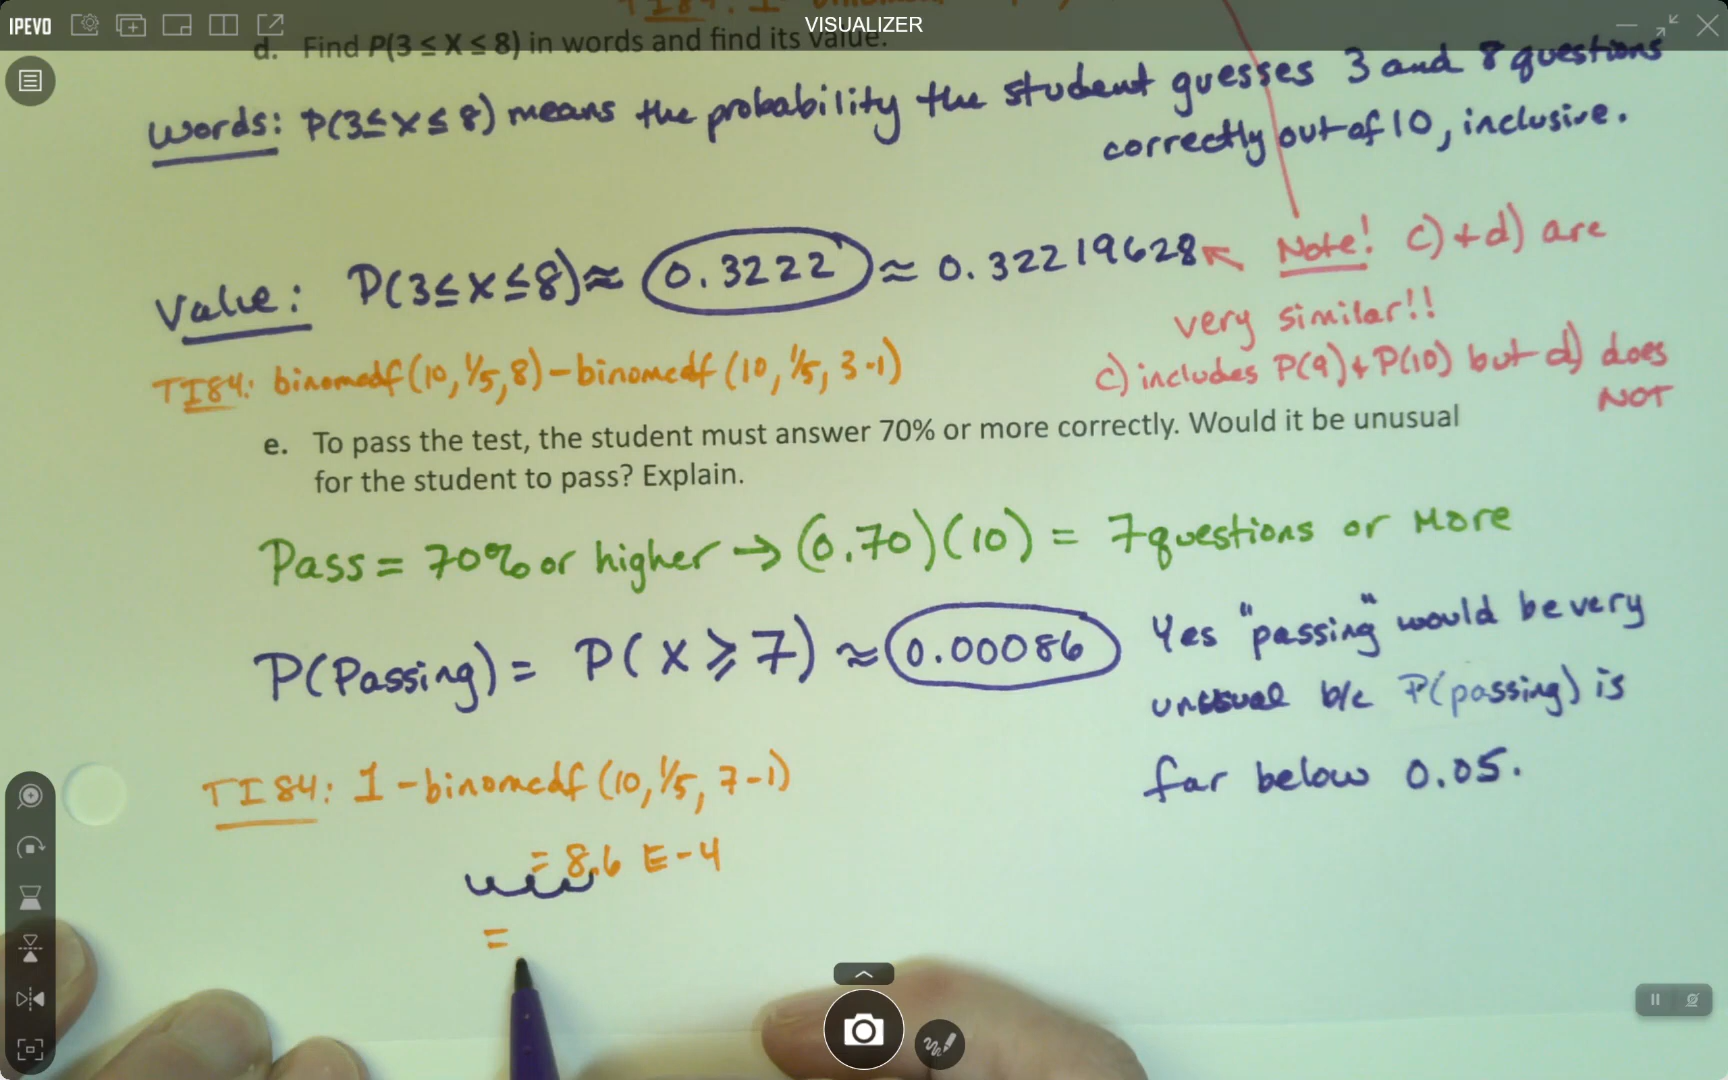 IPEVO
VISUALIZER
d. Find P(3 ≤ X ≤ 8) in words and find its value.
Words: P(3≤x≤8) means the probability the student guesses 3 and 8 questions
correctly out of 10, inclusive.
Value: P(3≤x≤8)≈ 0.3222 ≈ 0.32219628
Note! c)+d) are
very similar!!
c) includes P(9)+P(10) but d) does
NOT
TI84: binomcdf(10,1/5,8)-binomcdf(10,1/5,3-1)
e. To pass the test, the student must answer 70% or more correctly. Would it be unusual
for the student to pass? Explain.
Pass = 70% or higher → (0.70)(10) = 7 questions or more
P(Passing) = P(x ≥ 7) ≈ 0.00086
Yes "passing" would be very
unusual b/c P(passing) is
far below 0.05.
TI84: 1-binomcdf(10,1/5, 7-1)
= 8.6 E-4
=